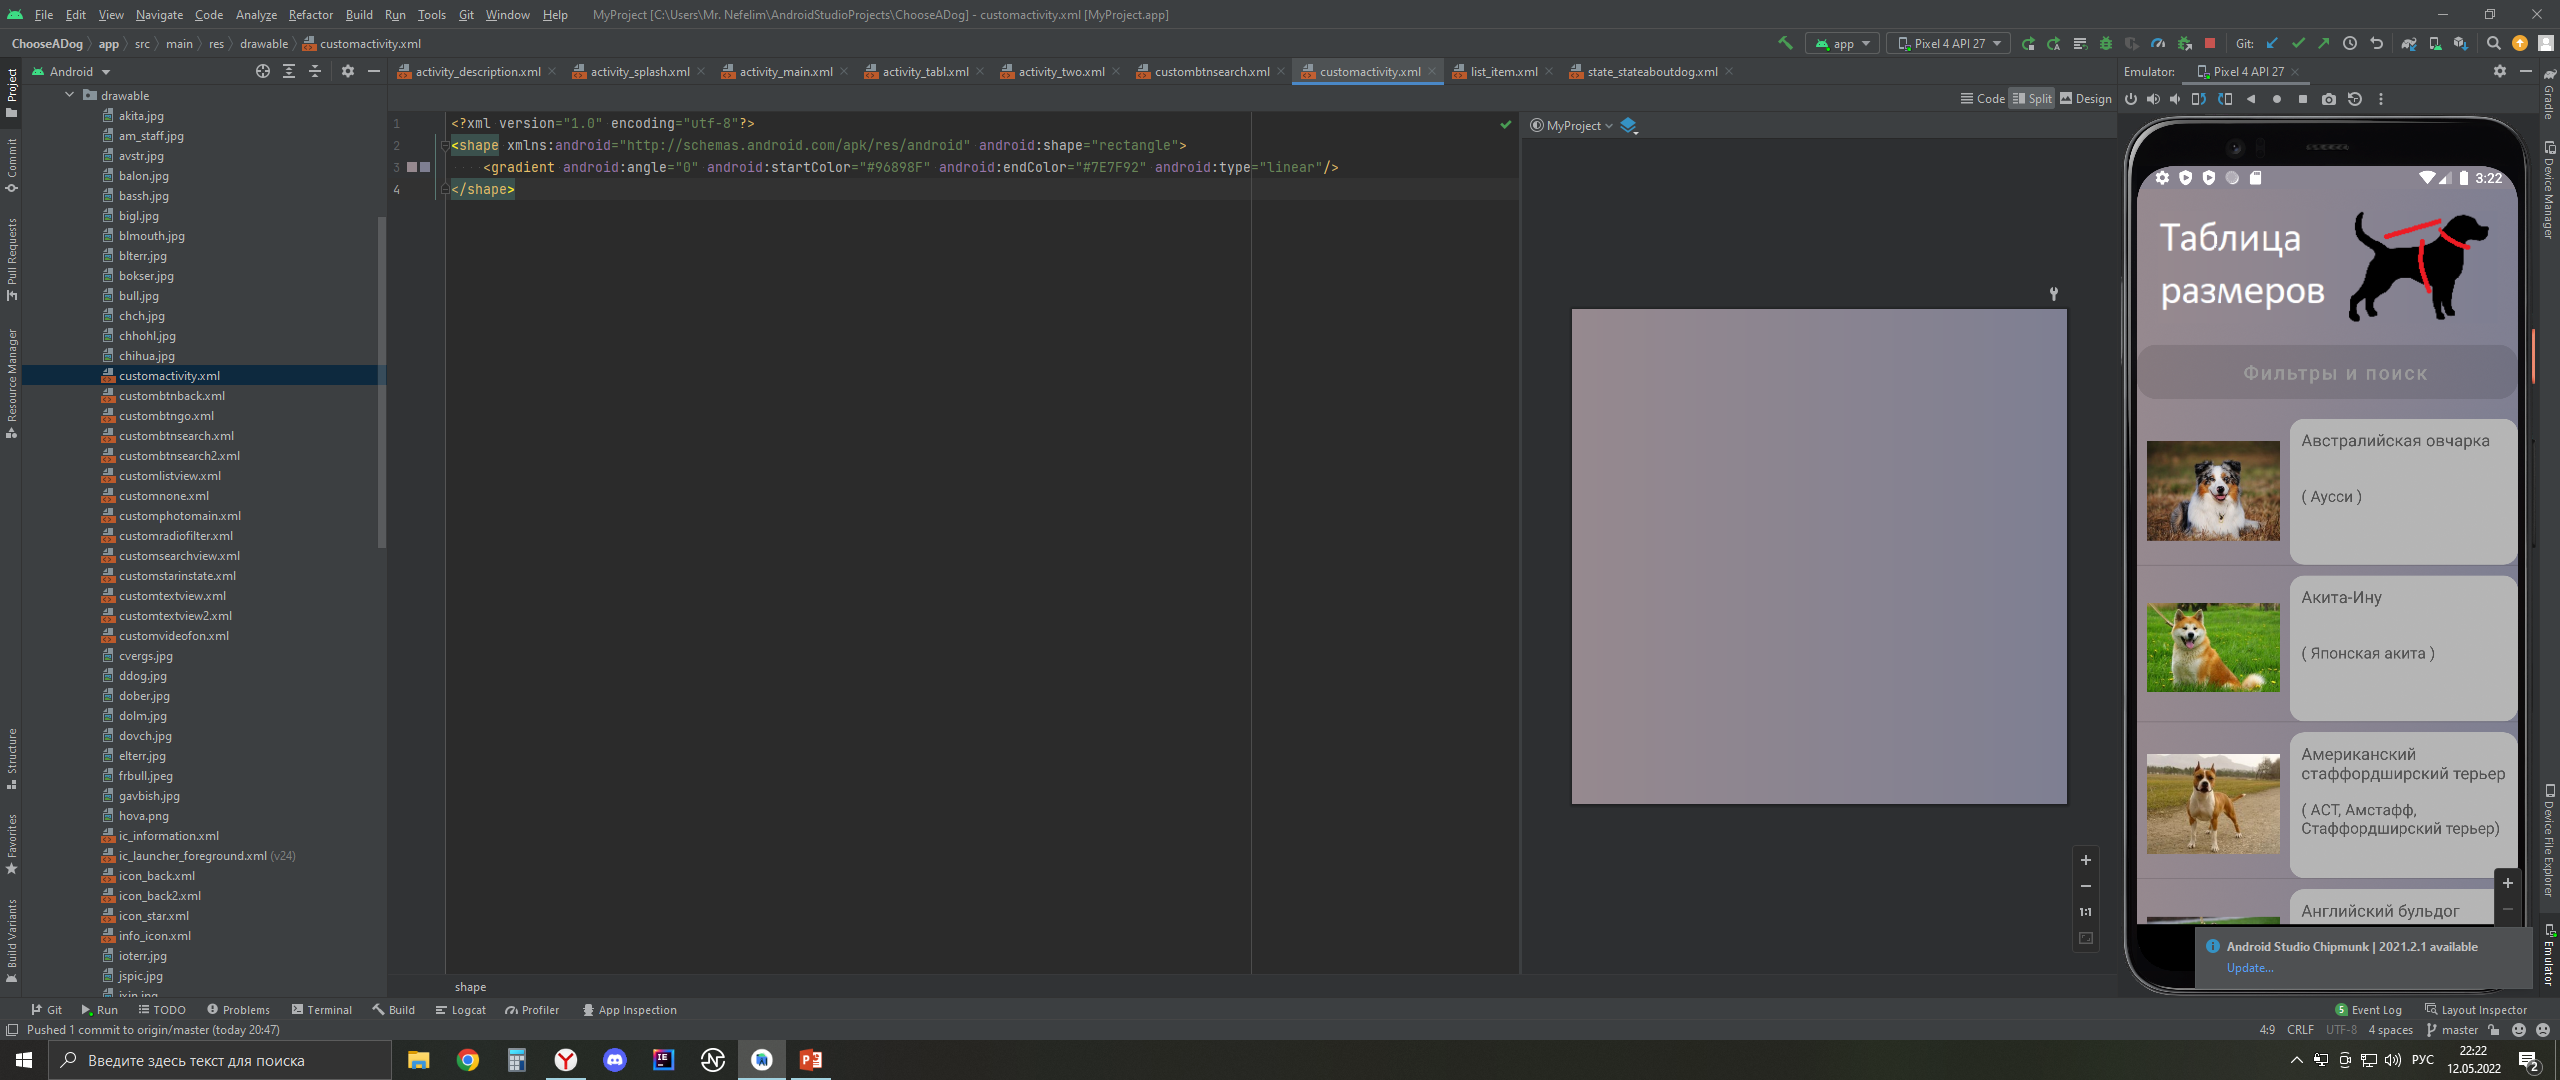 File Edit View Navigate Code Analyze Refactor Build Run Tools Git Window Help MyProject [C:\Users\Mr. Nefelim\AndroidStudioProjects\ChooseADog] - customactivity.xml [MyProject.app]
ChooseADog app src main res drawable customactivity.xml app Pixel 4 API 27 Git:
Android activity_description.xml activity_splash.xml activity_main.xml activity_tabl.xml activity_two.xml custombtnsearch.xml customactivity.xml list_item.xml state_stateaboutdog.xml Emulator: Pixel 4 API 27
Code Split Design
Project
Commit
Pull Requests
Resource Manager
Structure
Favorites
Build Variants
drawable
akita.jpg
am_staff.jpg
avstr.jpg
balon.jpg
bassh.jpg
bigl.jpg
blmouth.jpg
blterr.jpg
bokser.jpg
bull.jpg
chch.jpg
chhohl.jpg
chihua.jpg
customactivity.xml
custombtnback.xml
custombtngo.xml
custombtnsearch.xml
custombtnsearch2.xml
customlistview.xml
customnone.xml
customphotomain.xml
customradiofilter.xml
customsearchview.xml
customstarinstate.xml
customtextview.xml
customtextview2.xml
customvideofon.xml
cvergs.jpg
ddog.jpg
dober.jpg
dolm.jpg
dovch.jpg
elterr.jpg
frbull.jpeg
gavbish.jpg
hova.png
ic_information.xml
ic_launcher_foreground.xml (v24)
icon_back.xml
icon_back2.xml
icon_star.xml
info_icon.xml
ioterr.jpg
jspic.jpg
1 <?xml version="1.0" encoding="utf-8"?>
2 <shape xmlns:android="http://schemas.android.com/apk/res/android" android:shape="rectangle">
3 <gradient android:angle="0" android:startColor="#96898F" android:endColor="#7E7F92" android:type="linear"/>
4 </shape>
shape
MyProject
1:1
3:22
Таблица
размеров
Фильтры и поиск
Австралийская овчарка
( Аусси )
Акита-Ину
( Японская акита )
Американский
стаффордширский терьер
( АСТ, Амстафф,
Стаффордширский терьер)
Английский бульдог
Android Studio Chipmunk | 2021.2.1 available
Update...
Gradle
Device Manager
Device File Explorer
Emulator
Git Run TODO Problems Terminal Build Logcat Profiler App Inspection 5 Event Log Layout Inspector
Pushed 1 commit to origin/master (today 20:47) 4:9 CRLF UTF-8 4 spaces master
Введите здесь текст для поиска
РУС
22:22
12.05.2022
2